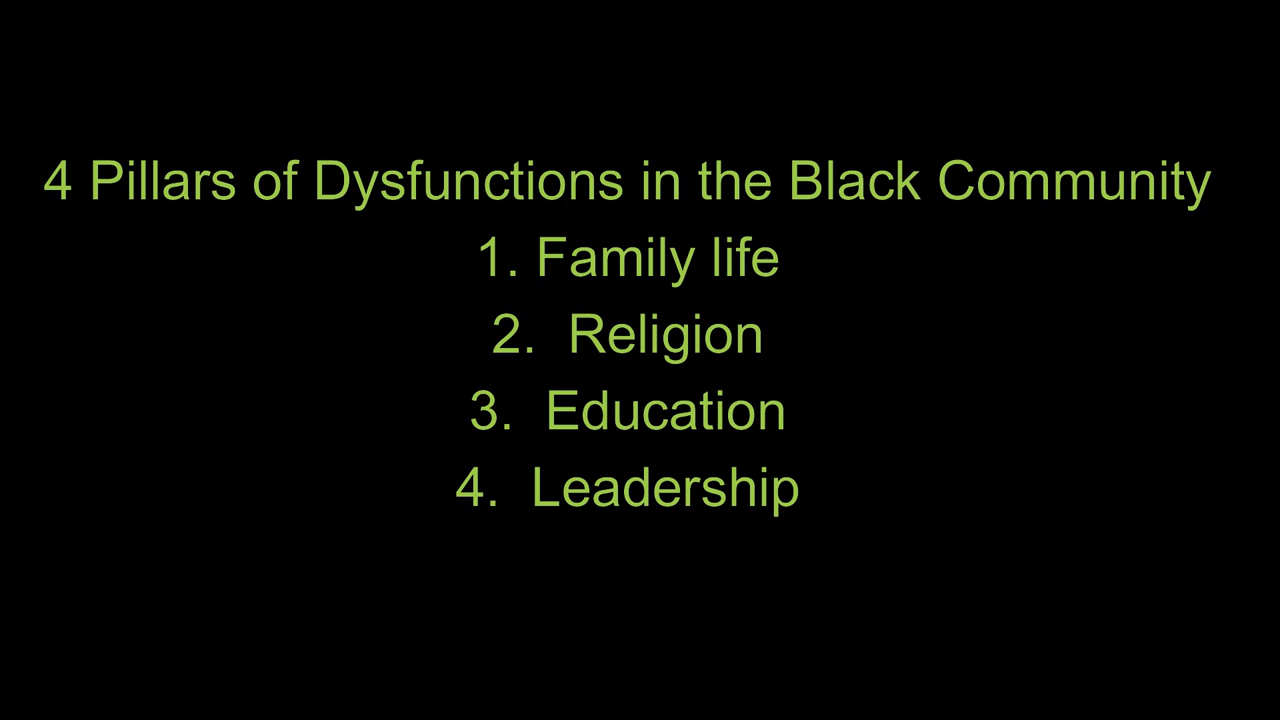 4 Pillars of Dysfunctions in the Black Community
1. Family life
2. Religion
3. Education
4. Leadership